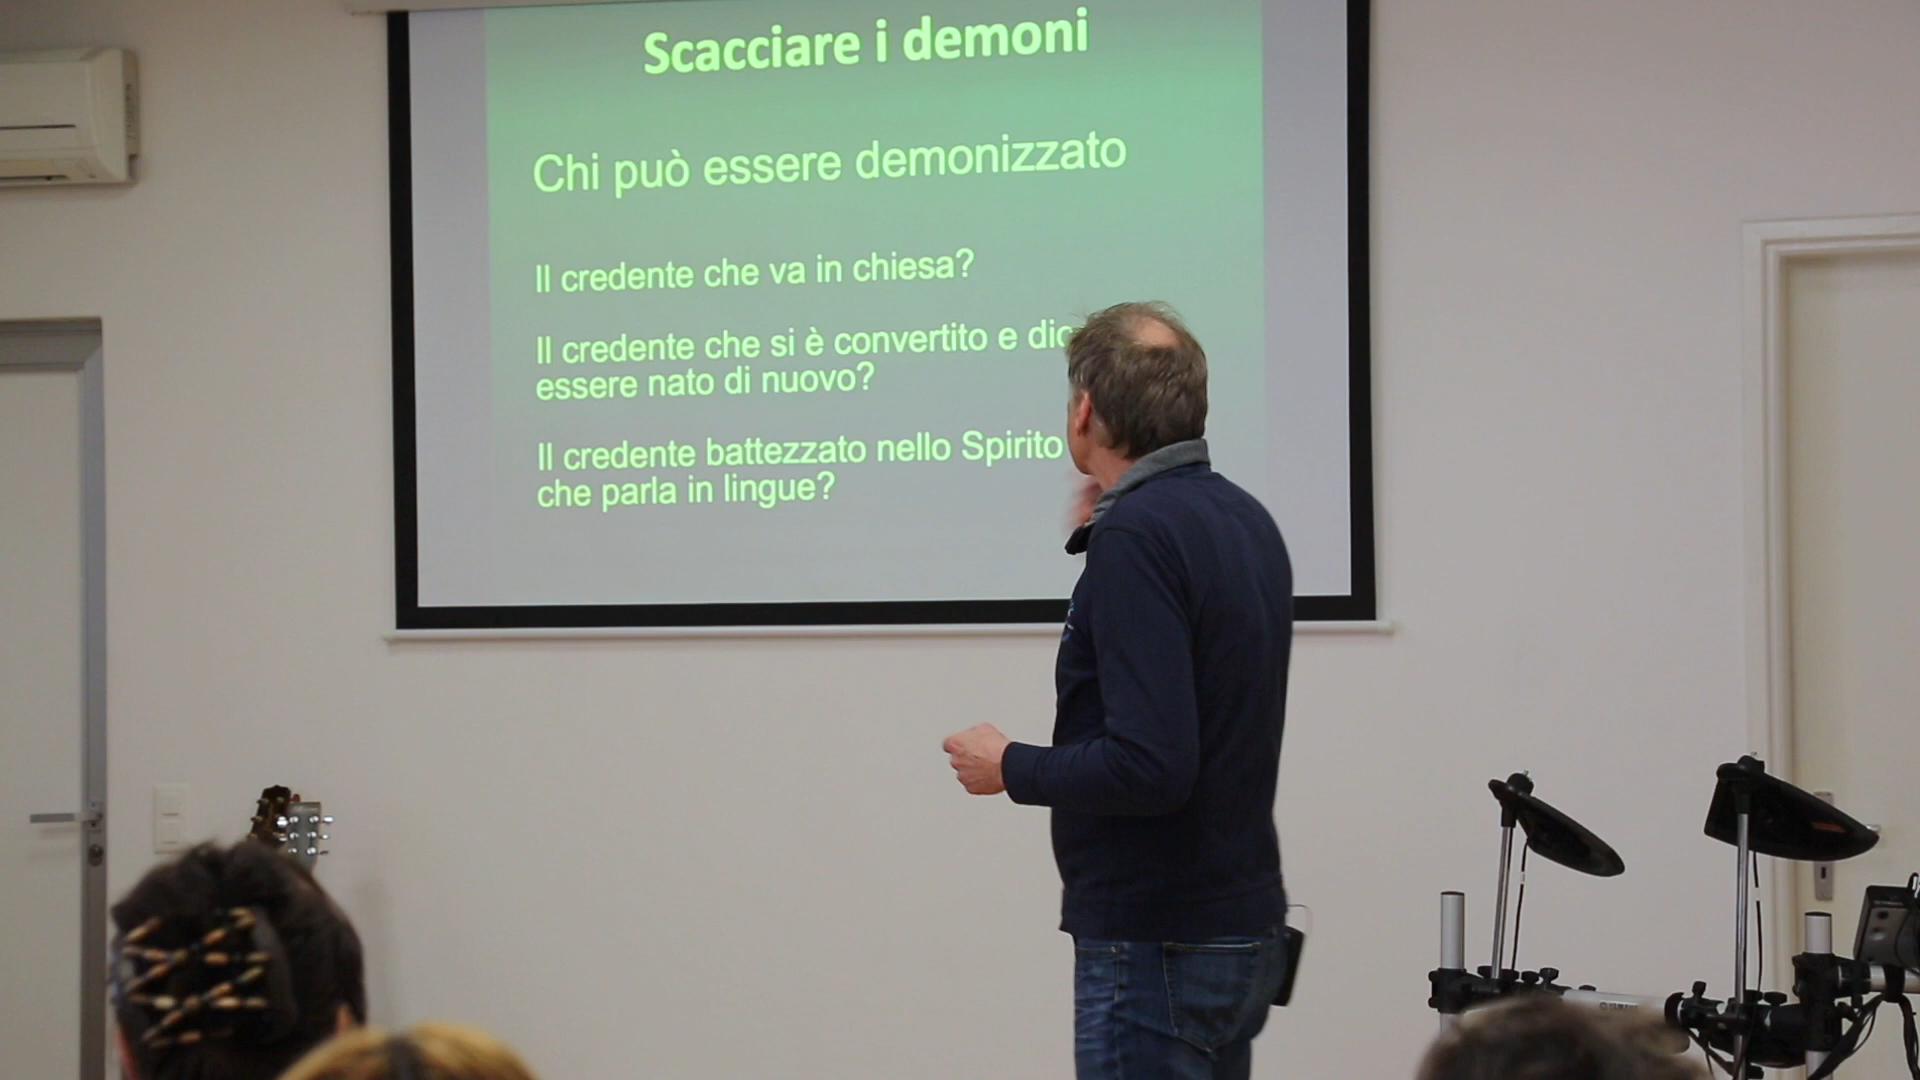 Scacciare i demoni
Chi può essere demonizzato
Il credente che va in chiesa?
Il credente che si è convertito e
essere nato di nuovo?
Il credente battezzato nello Spirito
che parla in lingue?